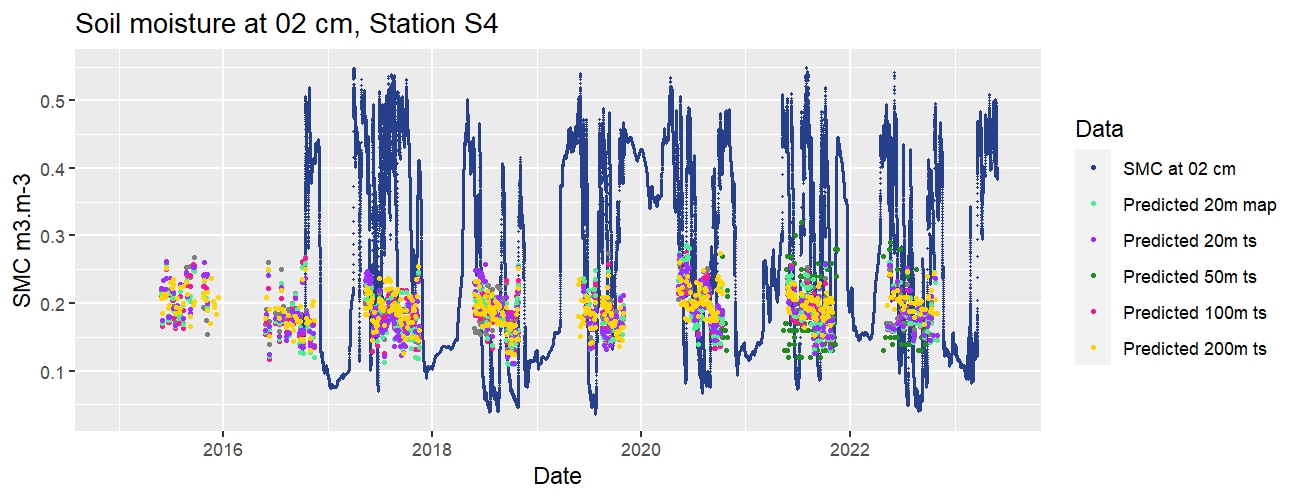 Soil moisture at 02 cm, Station S4
SMC m3.m-3
0.5
0.4
0.3
0.2
0.1
2016
2018
2020
2022
Date
Data
SMC at 02 cm
Predicted 20m map
Predicted 20m ts
Predicted 50m ts
Predicted 100m ts
Predicted 200m ts